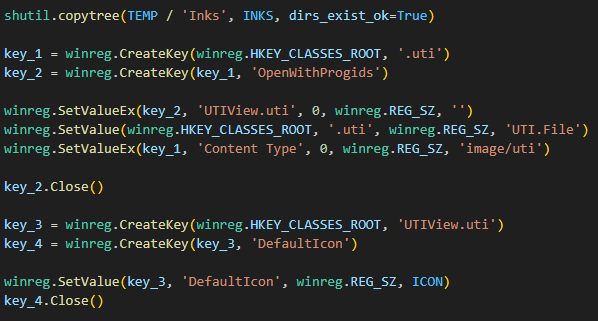 shutil.copytree(TEMP / 'Inks', INKS, dirs_exist_ok=True)
key_1 = winreg.CreateKey(winreg.HKEY_CLASSES_ROOT, '.uti')
key_2 = winreg.CreateKey(key_1, 'OpenWithProgids')
winreg.SetValueEx(key_2, 'UTIView.uti', 0, winreg.REG_SZ, '')
winreg.SetValue(winreg.HKEY_CLASSES_ROOT, '.uti', winreg.REG_SZ, 'UTI.File')
winreg.SetValueEx(key_1, 'Content Type', 0, winreg.REG_SZ, 'image/uti')
key_2.Close()
key_3 = winreg.CreateKey(winreg.HKEY_CLASSES_ROOT, 'UTIView.uti')
key_4 = winreg.CreateKey(key_3, 'DefaultIcon')
winreg.SetValue(key_3, 'DefaultIcon', winreg.REG_SZ, ICON)
key_4.Close()